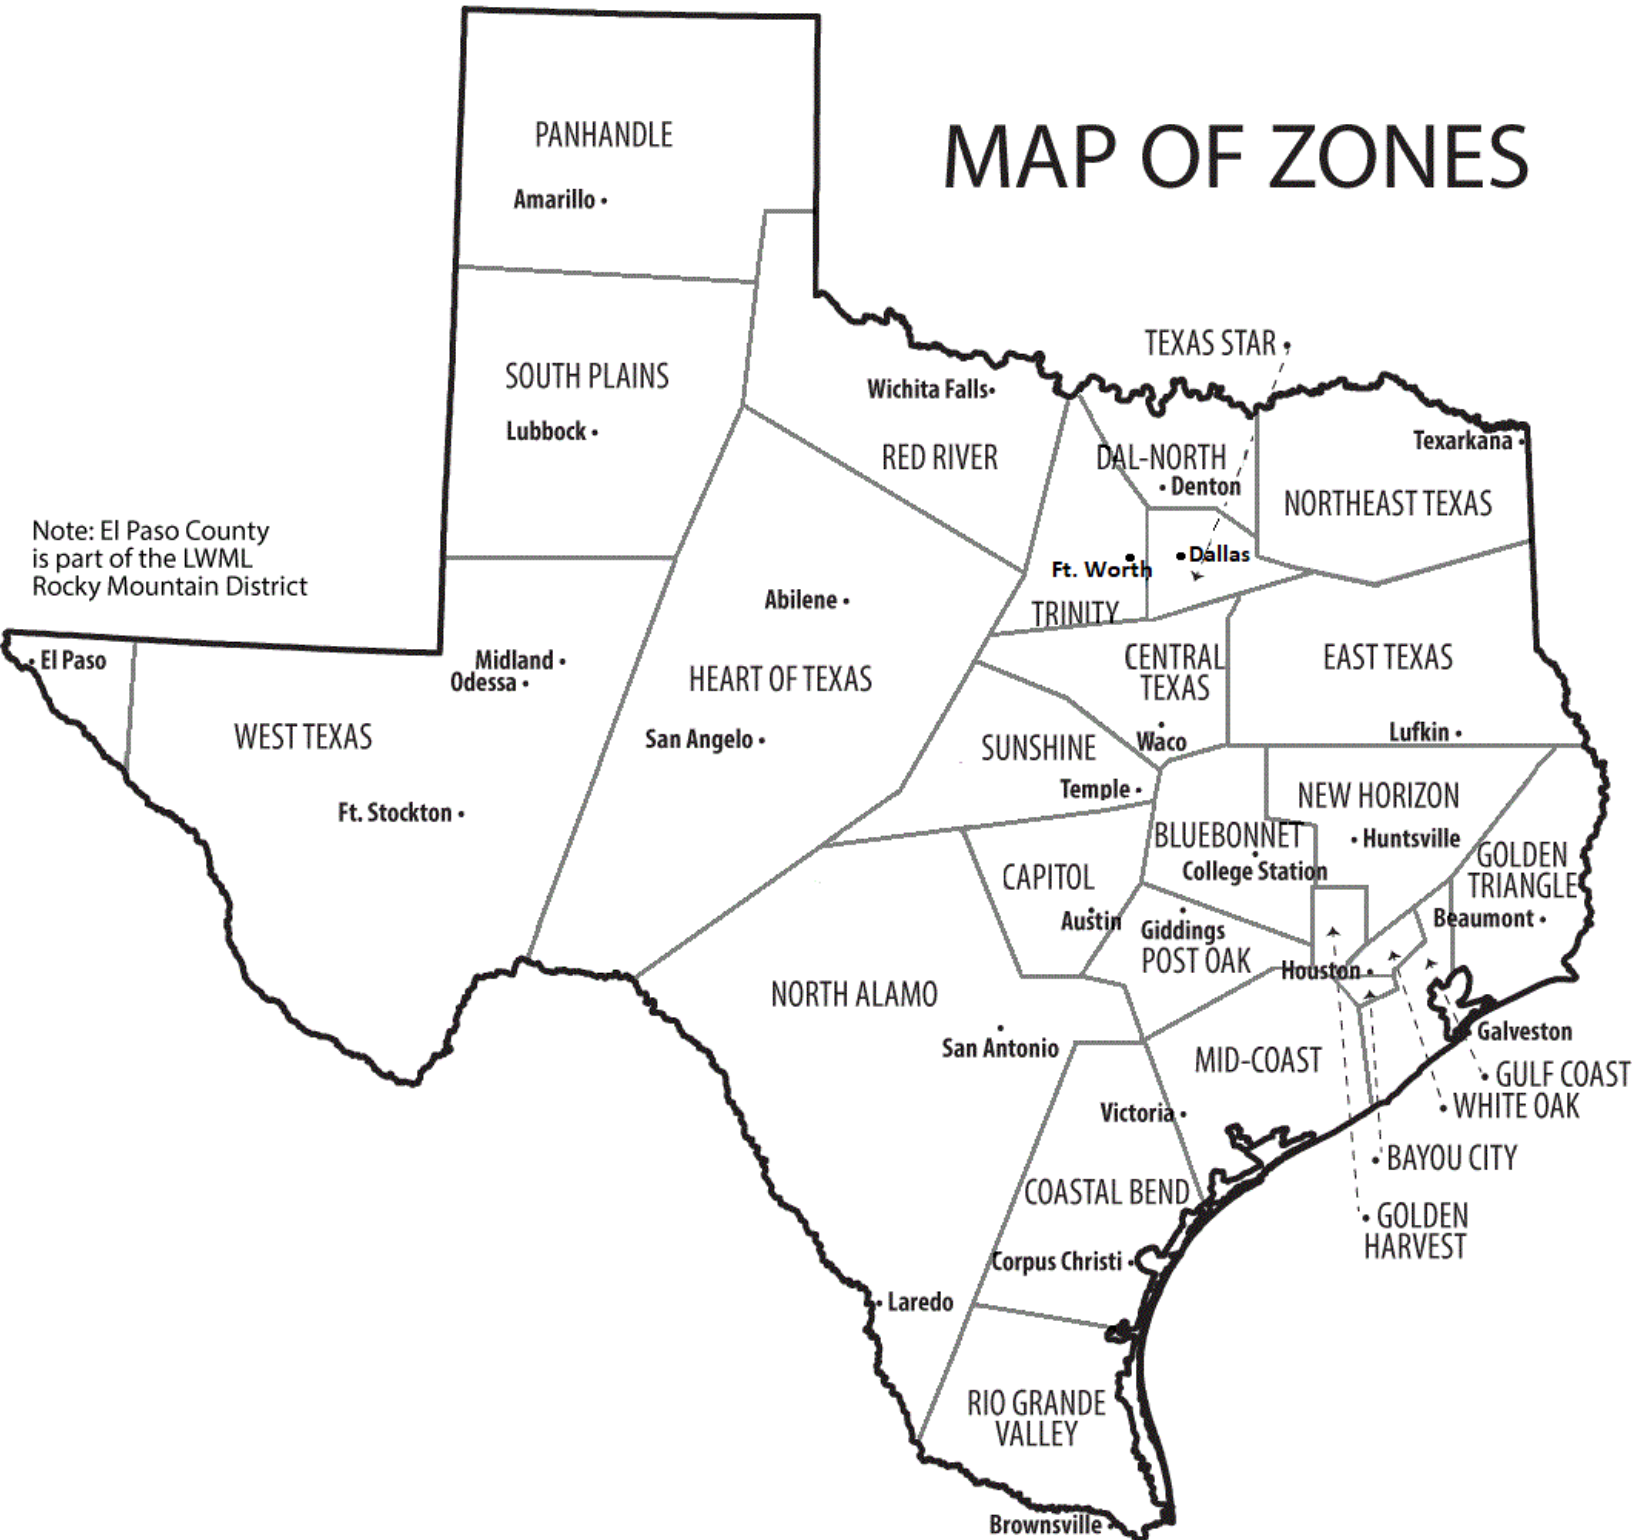 MAP OF ZONES
PANHANDLE
Amarillo
SOUTH PLAINS
Lubbock
TEXAS STAR
Wichita Falls
RED RIVER
DAL-NORTH
Denton
Texarkana
NORTHEAST TEXAS
Note: El Paso County
is part of the LWML
Rocky Mountain District
Dallas
Ft. Worth
TRINITY
Abilene
El Paso
Midland
Odessa
HEART OF TEXAS
CENTRAL
TEXAS
EAST TEXAS
WEST TEXAS
San Angelo
SUNSHINE
Waco
Lufkin
Temple
NEW HORIZON
Ft. Stockton
BLUEBONNET
Huntsville
College Station
GOLDEN
TRIANGLE
CAPITOL
Austin
Giddings
Beaumont
POST OAK
Houston
NORTH ALAMO
San Antonio
Galveston
MID-COAST
GULF COAST
WHITE OAK
Victoria
BAYOU CITY
COASTAL BEND
GOLDEN
HARVEST
Corpus Christi
Laredo
RIO GRANDE
VALLEY
Brownsville